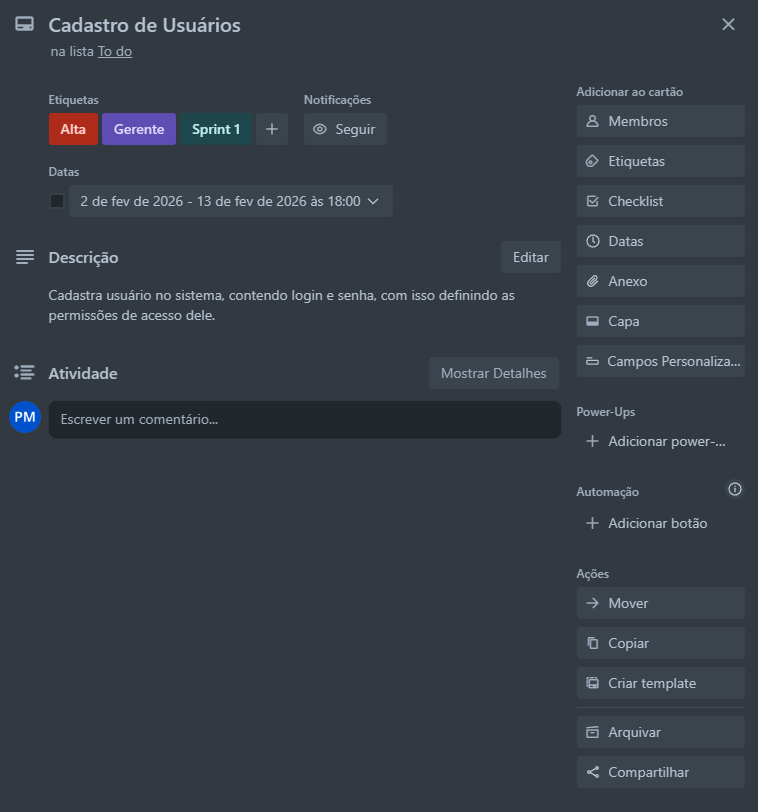 Cadastro de Usuários
na lista To do
Etiquetas
Alta Gerente Sprint 1
Notificações
Seguir
Datas
2 de fev de 2026 - 13 de fev de 2026 às 18:00
Descrição
Editar
Cadastra usuário no sistema, contendo login e senha, com isso definindo as
permissões de acesso dele.
Atividade
Mostrar Detalhes
PM
Escrever um comentário...
Adicionar ao cartão
Membros
Etiquetas
Checklist
Datas
Anexo
Capa
Campos Personaliza...
Power-Ups
Adicionar power-...
Automação
Adicionar botão
Ações
Mover
Copiar
Criar template
Arquivar
Compartilhar